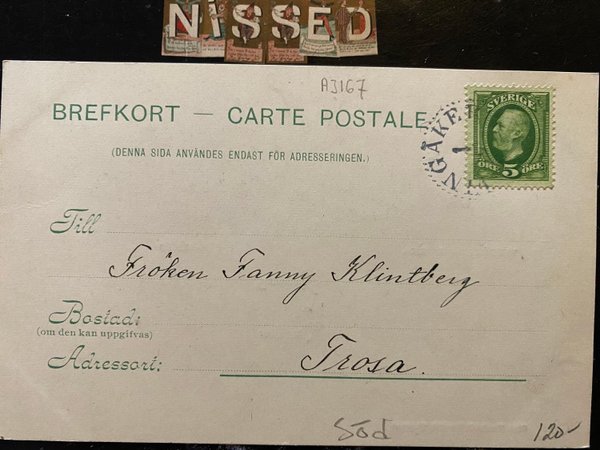 NISSED
A3167
BREFKORT — CARTE POSTALE
(DENNA SIDA ANVÄNDES ENDAST FÖR ADRESSERINGEN.)
SVERIGE
ÖRE 5 ÖRE
Till
Fröken Fanny Klintberg
Bostad:
(om den kan uppgifvas)
Adressort:
Trosa.
Söd
120-